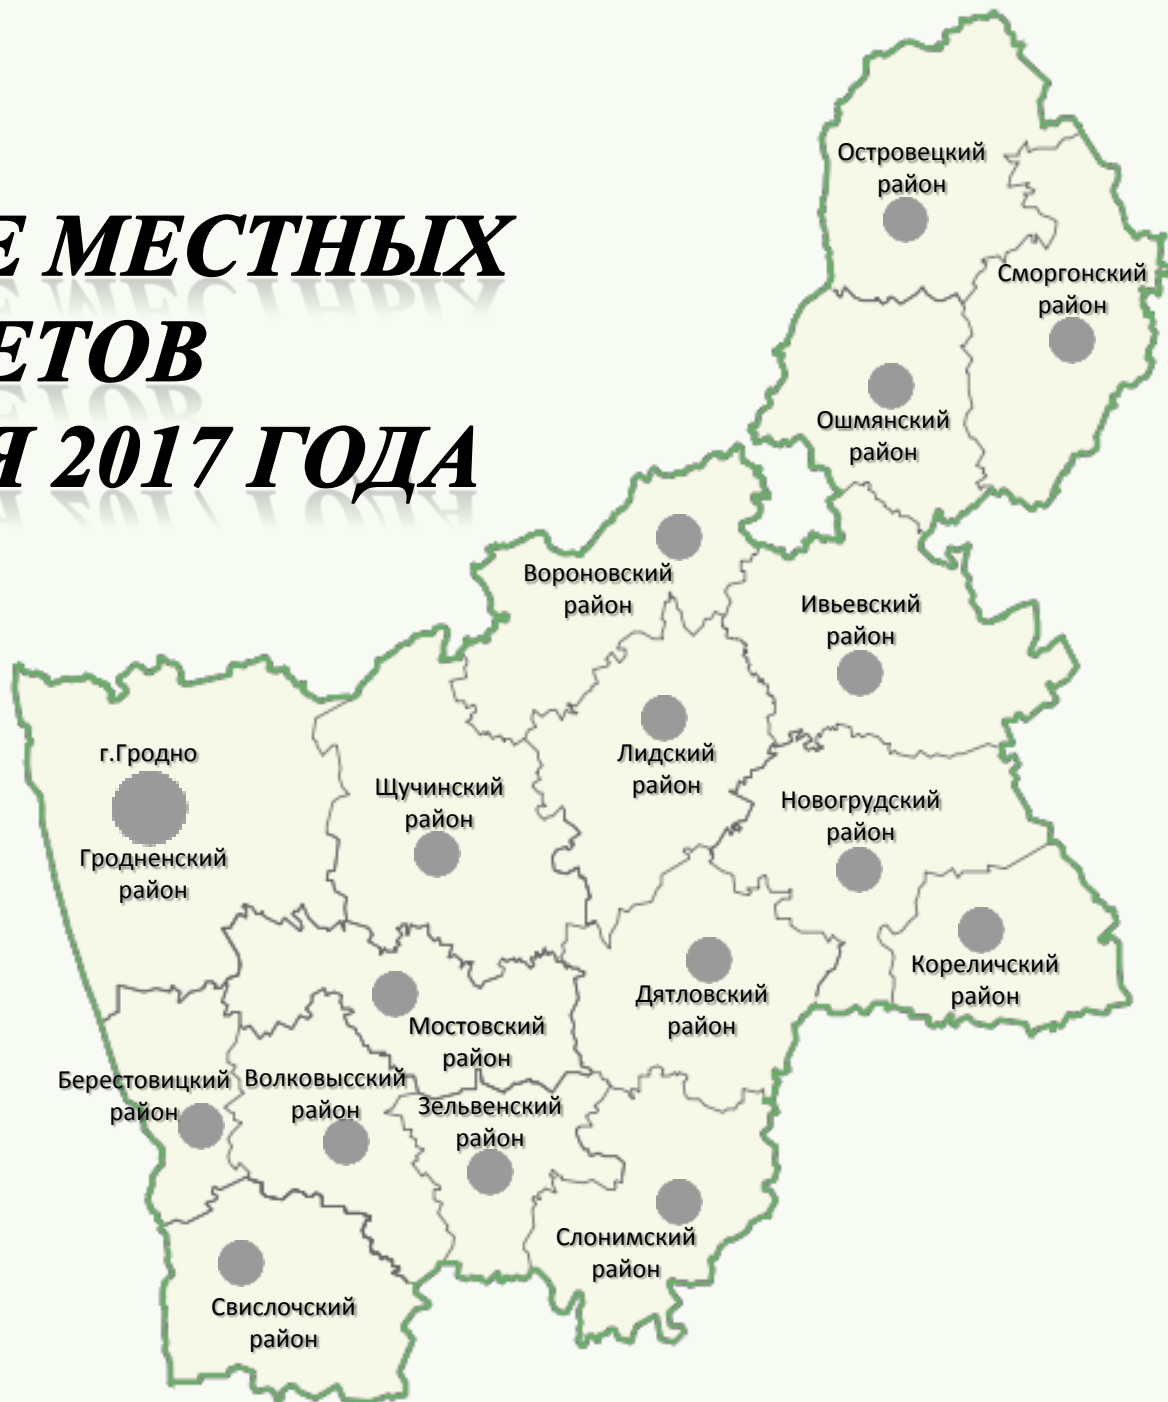 Е МЕСТНЫХ
ЕТОВ
Я 2017 ГОДА
Островецкий
район
Сморгонский
район
Ошмянский
район
Вороновский
район
Ивьевский
район
г.Гродно
Гродненский
район
Щучинский
район
Лидский
район
Новогрудский
район
Кореличский
район
Дятловский
район
Мостовский
район
Берестовицкий
район
Волковысский
район
Зельвенский
район
Слонимский
район
Свислочский
район